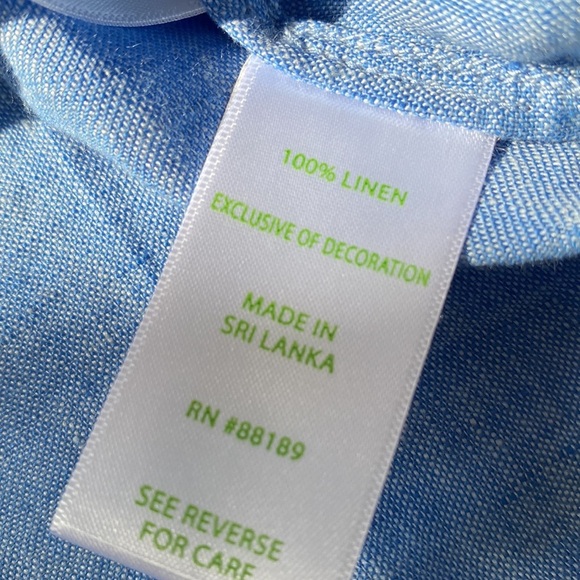 100% LINEN
EXCLUSIVE OF DECORATION
MADE IN
SRI LANKA
RN #88189
SEE REVERSE
FOR CARE